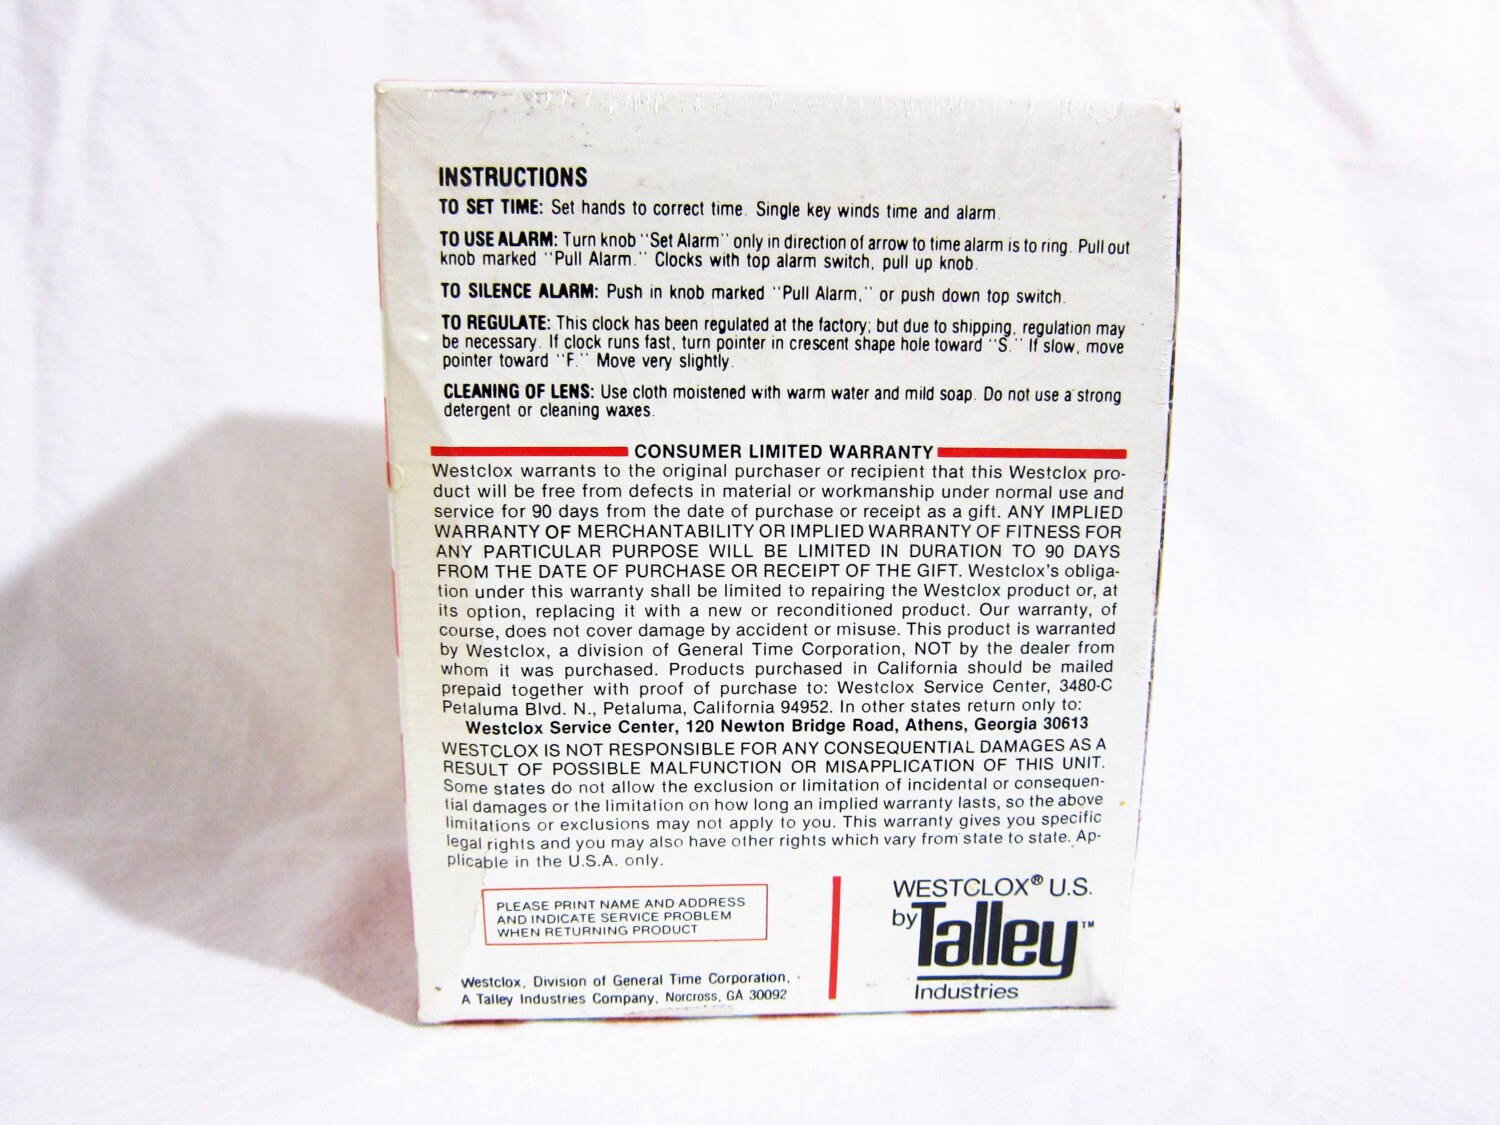 INSTRUCTIONS
TO SET TIME: Set hands to correct time. Single key winds time and alarm.
TO USE ALARM: Turn knob "Set Alarm" only in direction of arrow to time alarm is to ring. Pull out
knob marked "Pull Alarm." Clocks with top alarm switch, pull up knob.
TO SILENCE ALARM: Push in knob marked "Pull Alarm," or push down top switch.
TO REGULATE: This clock has been regulated at the factory; but due to shipping, regulation may
be necessary. If clock runs fast, turn pointer in crescent shape hole toward "S." If slow, move
pointer toward "F." Move very slightly.
CLEANING OF LENS: Use cloth moistened with warm water and mild soap. Do not use a strong
detergent or cleaning waxes.
CONSUMER LIMITED WARRANTY
Westclox warrants to the original purchaser or recipient that this Westclox pro-
duct will be free from defects in material or workmanship under normal use and
service for 90 days from the date of purchase or receipt as a gift. ANY IMPLIED
WARRANTY OF MERCHANTABILITY OR IMPLIED WARRANTY OF FITNESS FOR
ANY PARTICULAR PURPOSE WILL BE LIMITED IN DURATION TO 90 DAYS
FROM THE DATE OF PURCHASE OR RECEIPT OF THE GIFT. Westclox's obliga-
tion under this warranty shall be limited to repairing the Westclox product or, at
its option, replacing it with a new or reconditioned product. Our warranty, of
course, does not cover damage by accident or misuse. This product is warranted
by Westclox, a division of General Time Corporation, NOT by the dealer from
whom it was purchased. Products purchased in California should be mailed
prepaid together with proof of purchase to: Westclox Service Center, 3480-C
Petaluma Blvd. N., Petaluma, California 94952. In other states return only to:
Westclox Service Center, 120 Newton Bridge Road, Athens, Georgia 30613
WESTCLOX IS NOT RESPONSIBLE FOR ANY CONSEQUENTIAL DAMAGES AS A
RESULT OF POSSIBLE MALFUNCTION OR MISAPPLICATION OF THIS UNIT.
Some states do not allow the exclusion or limitation of incidental or consequen-
tial damages or the limitation on how long an implied warranty lasts, so the above
limitations or exclusions may not apply to you. This warranty gives you specific
legal rights and you may also have other rights which vary from state to state. Ap-
plicable in the U.S.A. only.
PLEASE PRINT NAME AND ADDRESS
AND INDICATE SERVICE PROBLEM
WHEN RETURNING PRODUCT
Westclox, Division of General Time Corporation,
A Talley Industries Company, Norcross, GA 30092
WESTCLOX® U.S.
by Talley™
Industries